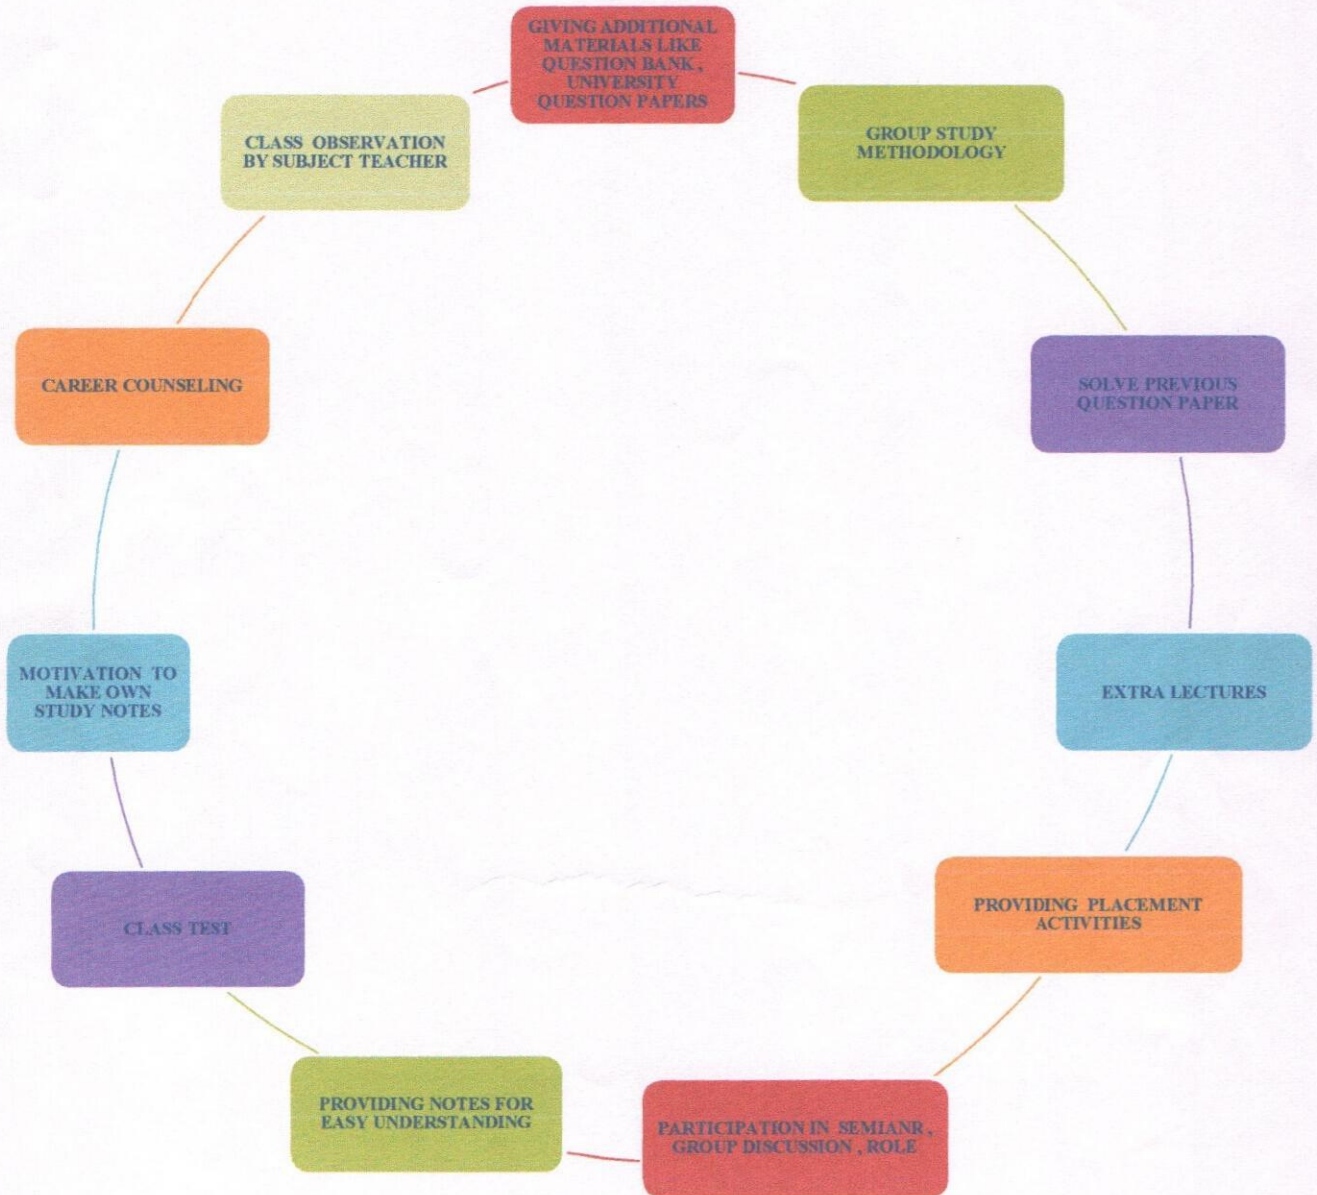 GIVING ADDITIONAL
MATERIALS LIKE
QUESTION BANK ,
UNIVERSITY
QUESTION PAPERS
GROUP STUDY
METHODOLOGY
SOLVE PREVIOUS
QUESTION PAPER
EXTRA LECTURES
PROVIDING PLACEMENT
ACTIVITIES
PARTICIPATION IN SEMIANR ,
GROUP DISCUSSION , ROLE
PROVIDING NOTES FOR
EASY UNDERSTANDING
CLASS TEST
MOTIVATION TO
MAKE OWN
STUDY NOTES
CAREER COUNSELING
CLASS OBSERVATION
BY SUBJECT TEACHER